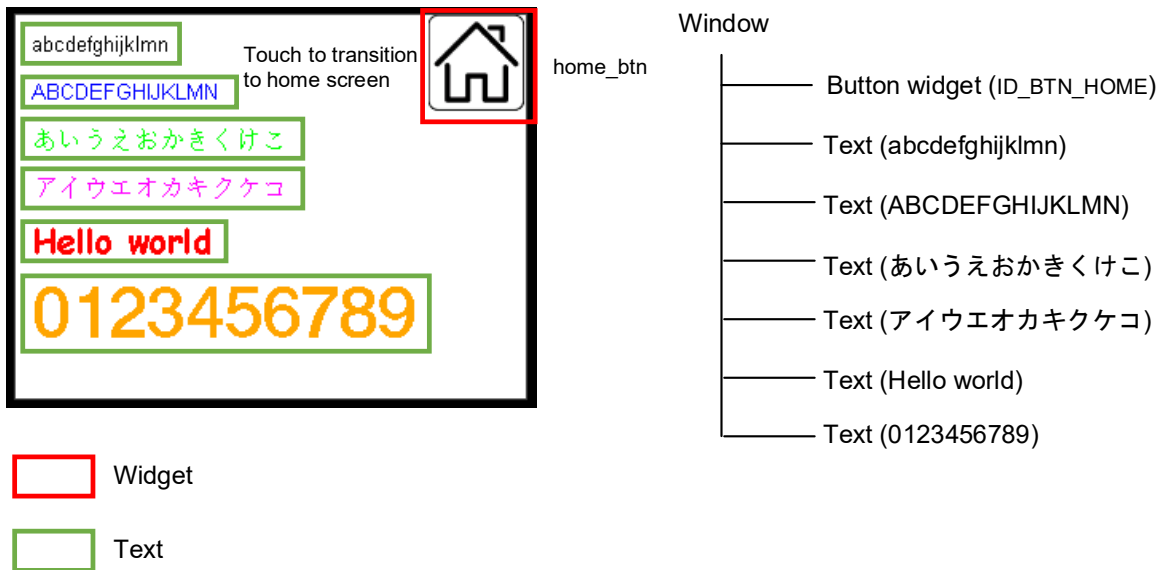 abcdefghijklmn
Touch to transition
to home screen
home_btn
ABCDEFGHIJKLMN
あいうえおかきくけこ
アイウエオカキクケコ
Hello world
0123456789
Window
Button widget (ID_BTN_HOME)
Text (abcdefghijklmn)
Text (ABCDEFGHIJKLMN)
Text (あいうえおかきくけこ)
Text (アイウエオカキクケコ)
Text (Hello world)
Text (0123456789)
Widget
Text